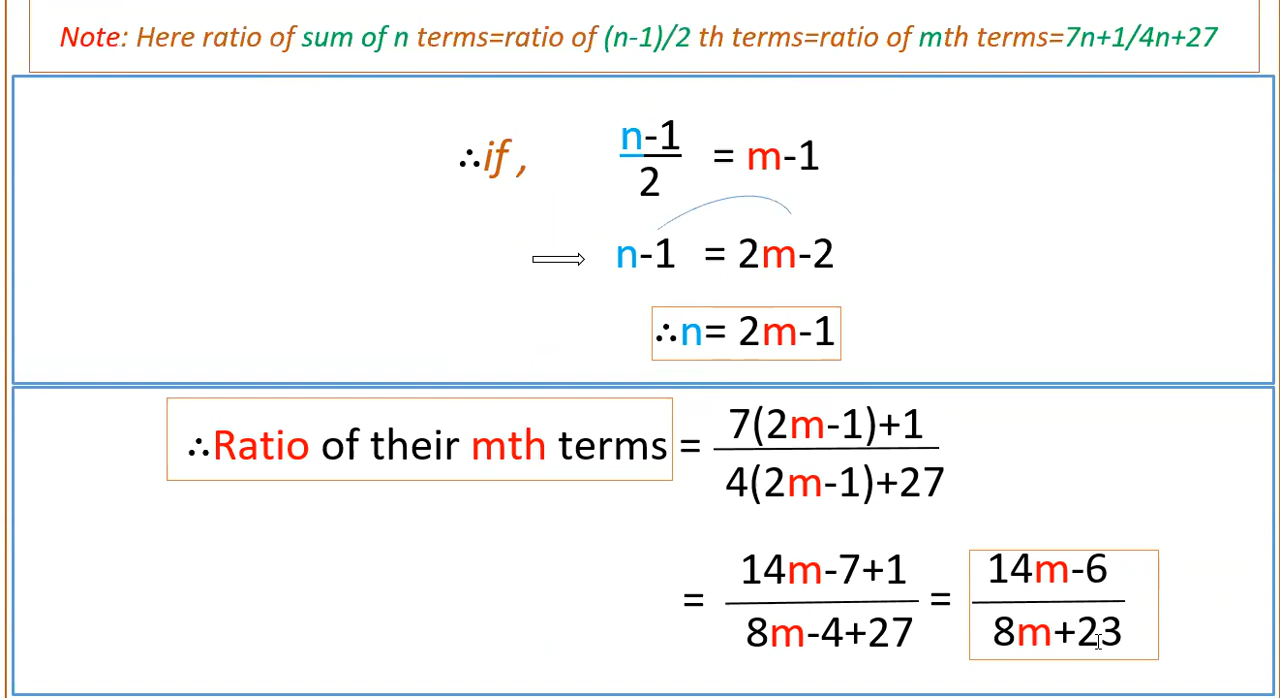 Note: Here ratio of sum of n terms=ratio of (n-1)/2 th terms=ratio of mth terms=7n+1/4n+27
∴if ,
n-1
2
= m-1
n-1 = 2m-2
∴n= 2m-1
∴Ratio of their mth terms =
7(2m-1)+1
4(2m-1)+27
=
14m-7+1
8m-4+27
=
14m-6
8m+23